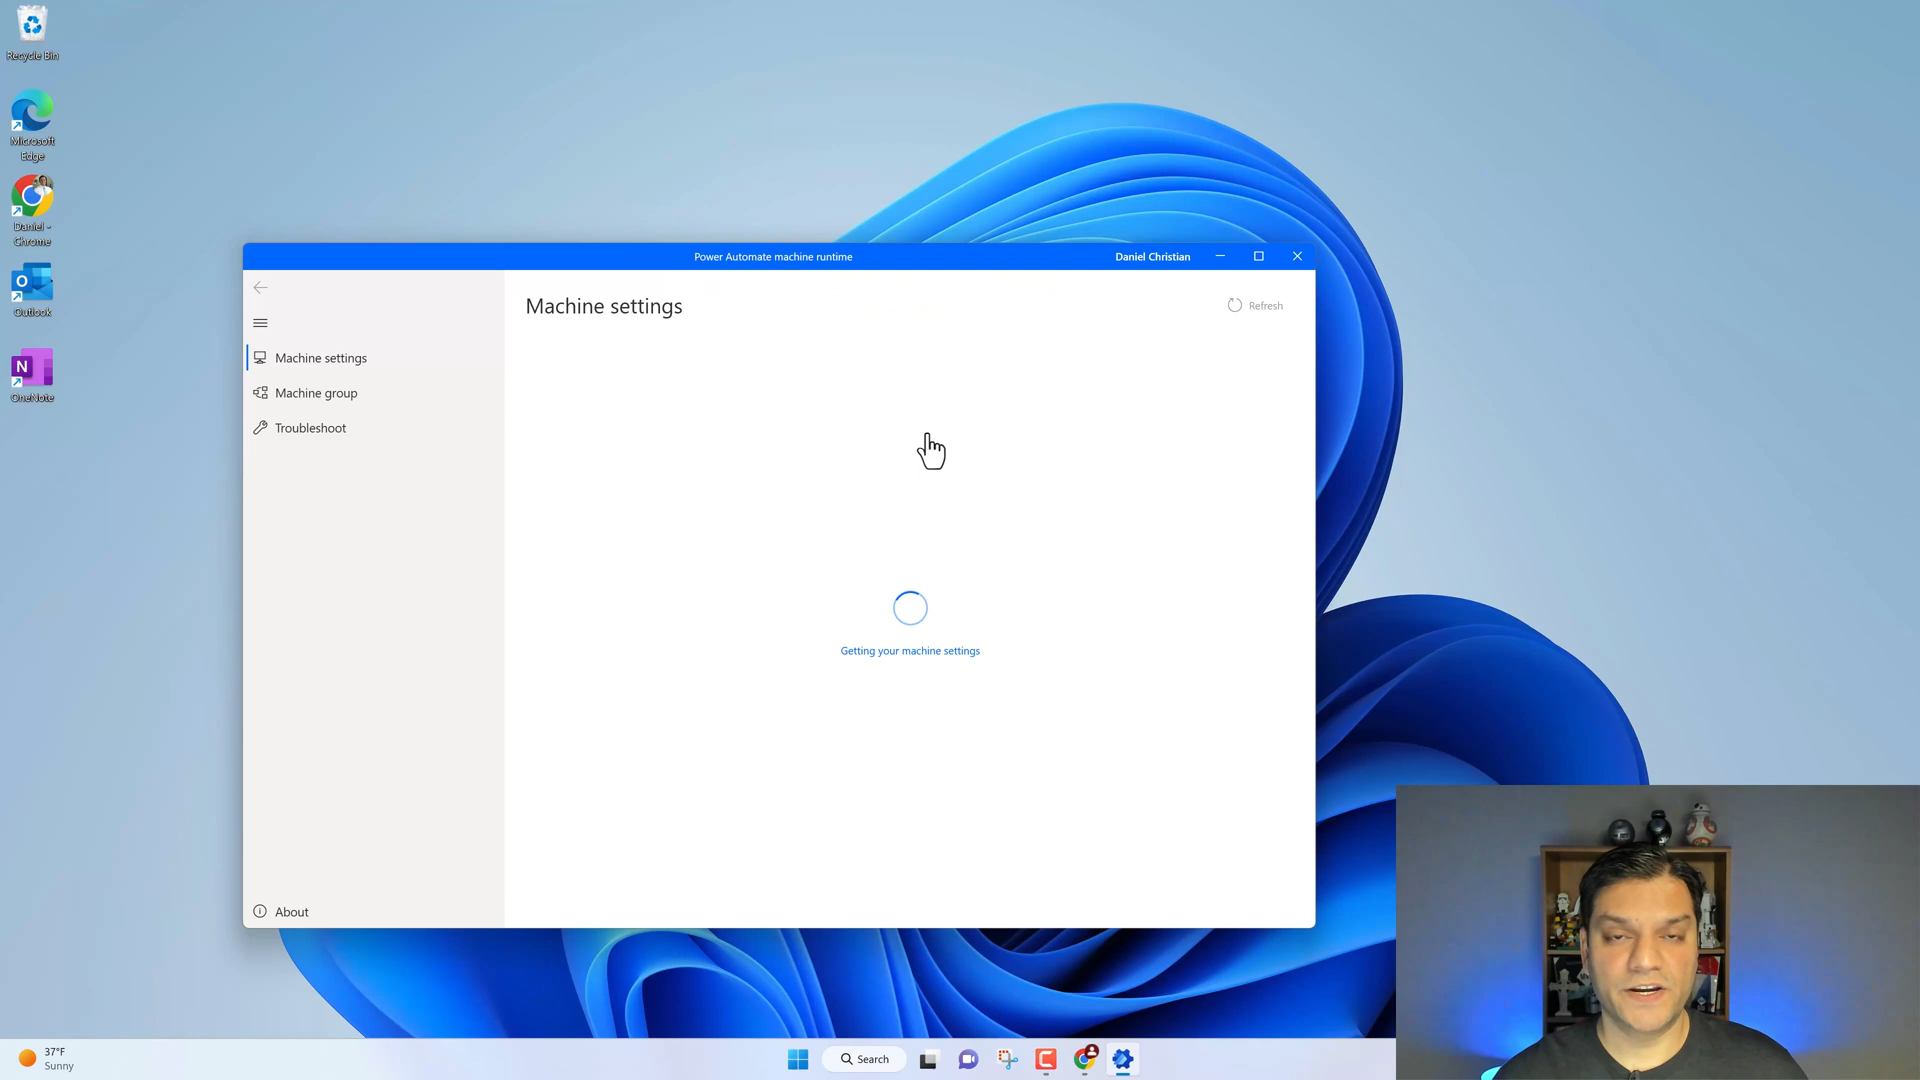 Recycle Bin
Microsoft
Edge
Daniel -
Chrome
Outlook
OneNote
Power Automate machine runtime
Daniel Christian
Machine settings
Refresh
Machine settings
Machine group
Troubleshoot
Getting your machine settings
About
37°F
Sunny
Search